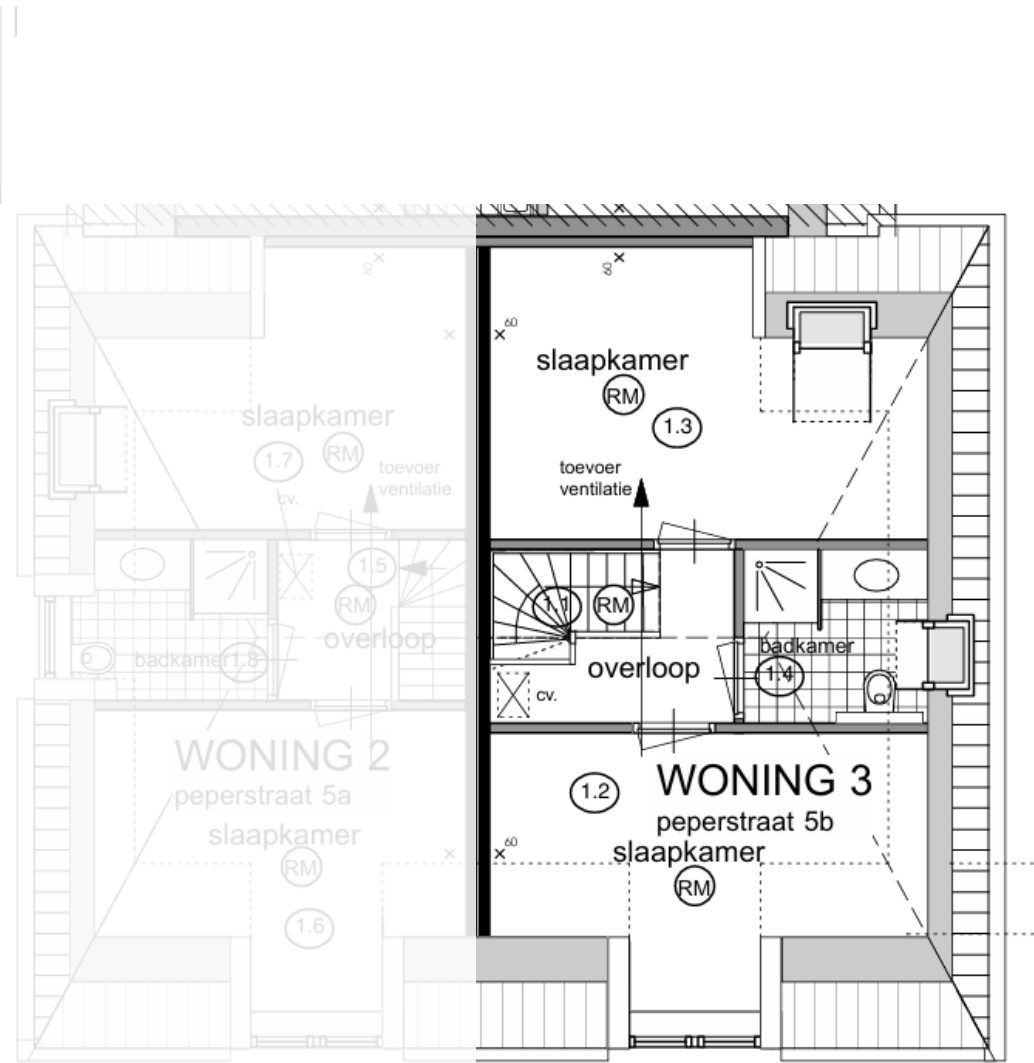 60
60
60
60
slaapkamer
RM
1.3
slaapkamer
RM
1.7
toevoer
ventilatie
toevoer
ventilatie
cv.
1.5
RM
overloop
badkamer
1.8
1.1
RM
overloop
cv.
badkamer
1.4
WONING 2
peperstraat 5a
slaapkamer
RM
1.6
1.2
WONING 3
peperstraat 5b
slaapkamer
RM